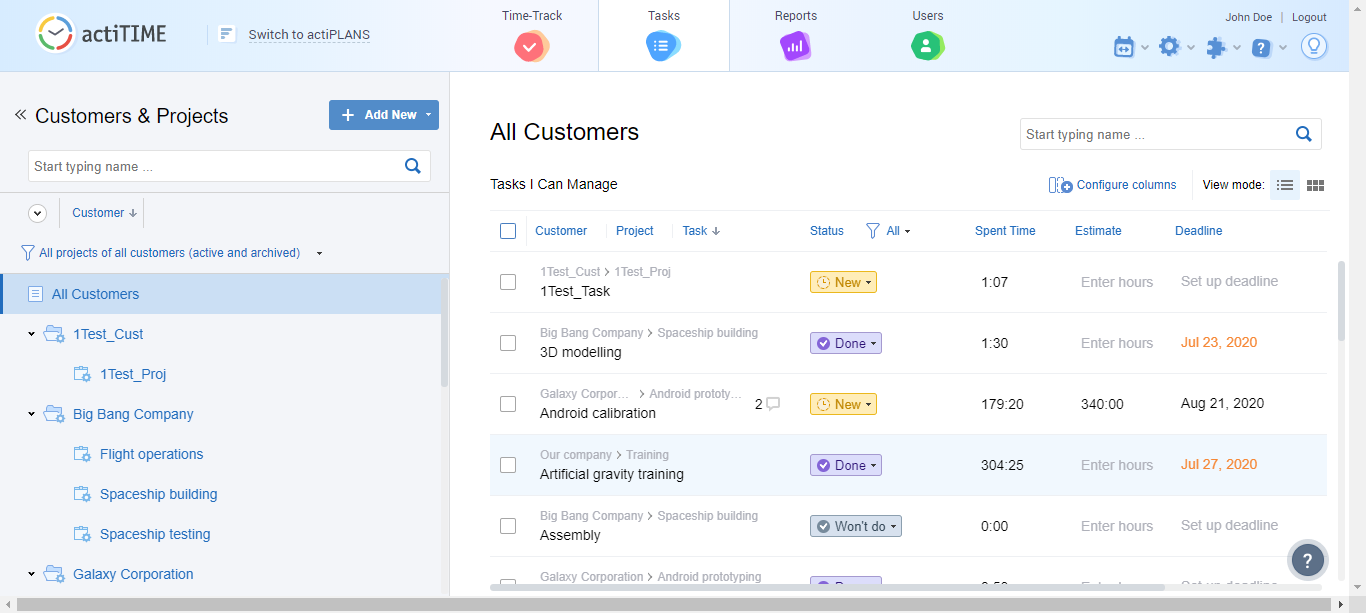 actiTIME
Switch to actiPLANS
Time-Track
Tasks
Reports
Users
John Doe | Logout
Customers & Projects
Add New
Start typing name ...
Customer
All projects of all customers (active and archived)
All Customers
1Test_Cust
1Test_Proj
Big Bang Company
Flight operations
Spaceship building
Spaceship testing
Galaxy Corporation
All Customers
Start typing name ...
Tasks I Can Manage
Configure columns
View mode:
Customer Project Task Status All Spent Time Estimate Deadline
1Test_Cust > 1Test_Proj
1Test_Task New 1:07 Enter hours Set up deadline
Big Bang Company > Spaceship building
3D modelling Done 1:30 Enter hours Jul 23, 2020
Galaxy Corpor... > Android prototy...
Android calibration 2 New 179:20 340:00 Aug 21, 2020
Our company > Training
Artificial gravity training Done 304:25 Enter hours Jul 27, 2020
Big Bang Company > Spaceship building
Assembly Won't do 0:00 Enter hours Set up deadline
Galaxy Corporation > Android prototyping
?